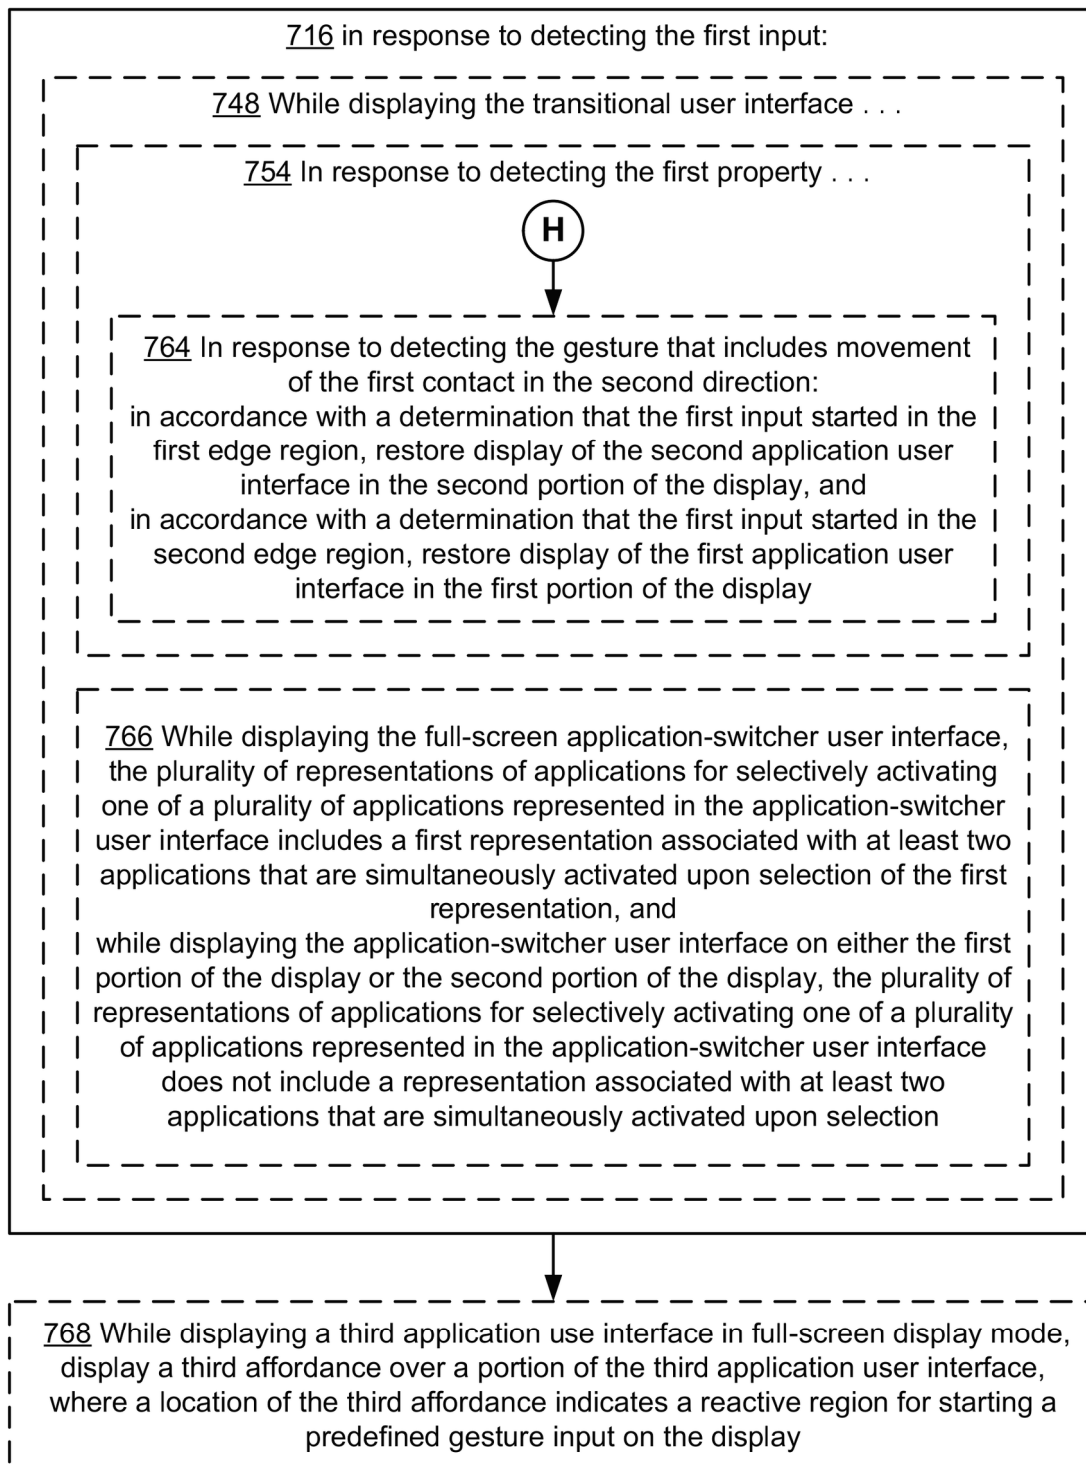 716 in response to detecting the first input:
748 While displaying the transitional user interface . . .
754 In response to detecting the first property . . .
H
764 In response to detecting the gesture that includes movement
of the first contact in the second direction:
in accordance with a determination that the first input started in the
first edge region, restore display of the second application user
interface in the second portion of the display, and
in accordance with a determination that the first input started in the
second edge region, restore display of the first application user
interface in the first portion of the display
766 While displaying the full-screen application-switcher user interface,
the plurality of representations of applications for selectively activating
one of a plurality of applications represented in the application-switcher
user interface includes a first representation associated with at least two
applications that are simultaneously activated upon selection of the first
representation, and
while displaying the application-switcher user interface on either the first
portion of the display or the second portion of the display, the plurality of
representations of applications for selectively activating one of a plurality
of applications represented in the application-switcher user interface
does not include a representation associated with at least two
applications that are simultaneously activated upon selection
768 While displaying a third application use interface in full-screen display mode,
display a third affordance over a portion of the third application user interface,
where a location of the third affordance indicates a reactive region for starting a
predefined gesture input on the display